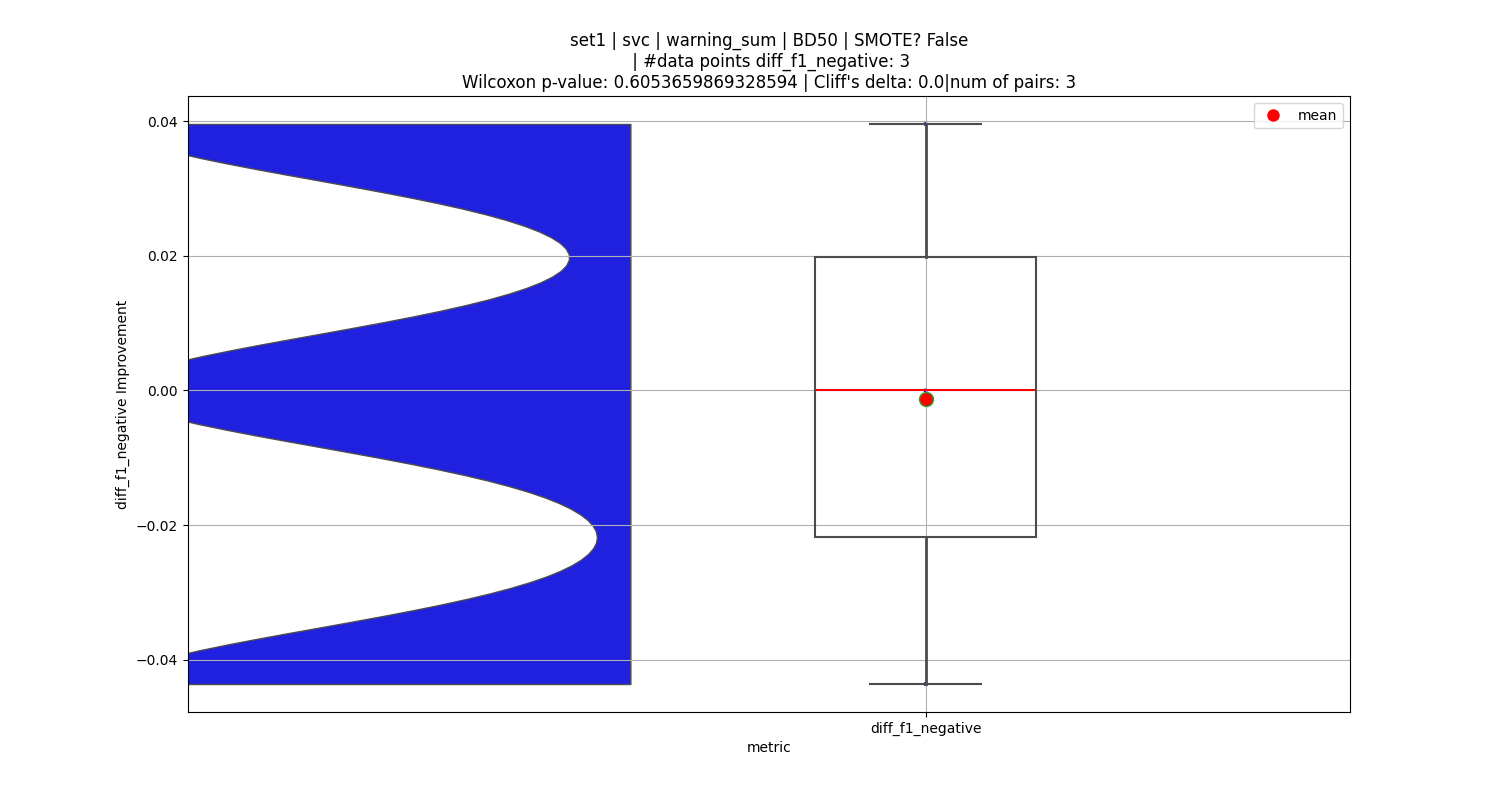 set1 | svc | warning_sum | BD50 | SMOTE? False
| #data points diff_f1_negative: 3
Wilcoxon p-value: 0.6053659869328594 | Cliff's delta: 0.0|num of pairs: 3
mean
0.04
0.02
0.00
−0.02
−0.04
diff_f1_negative Improvement
diff_f1_negative
metric